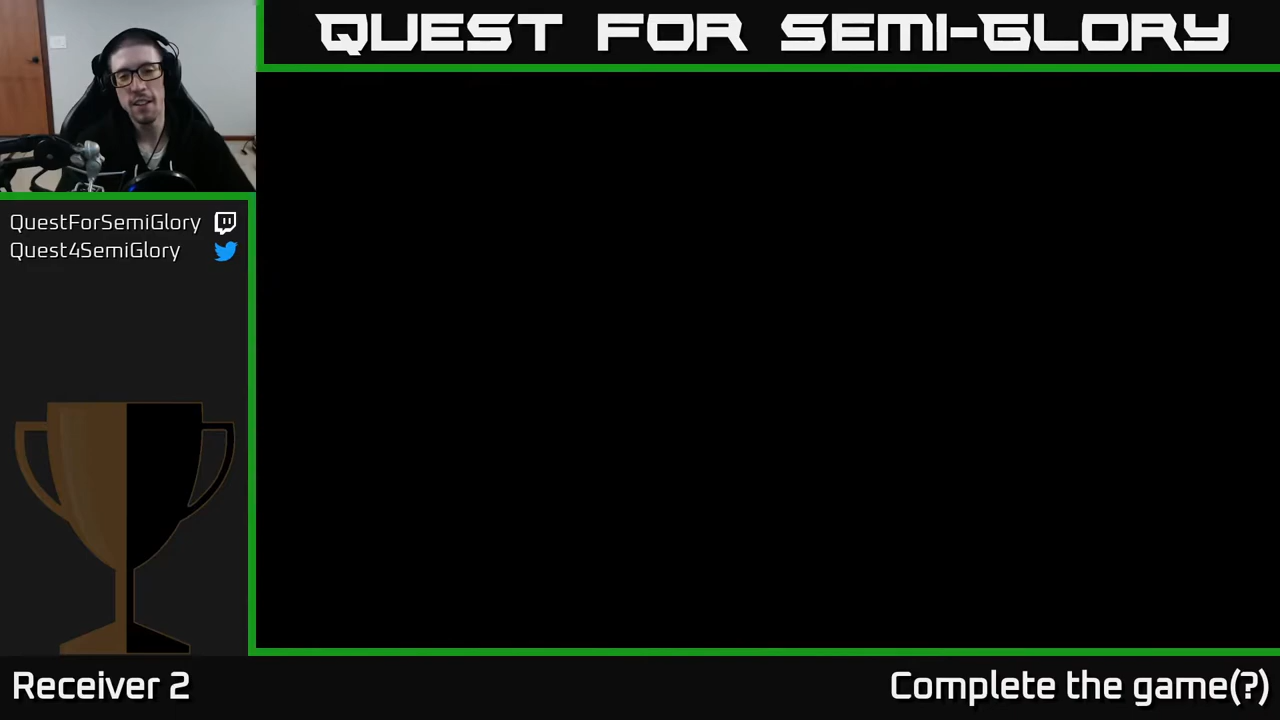 QUEST FOR SEMI-GLORY
QuestForSemiGlory
Quest4SemiGlory
Receiver 2
Complete the game(?)